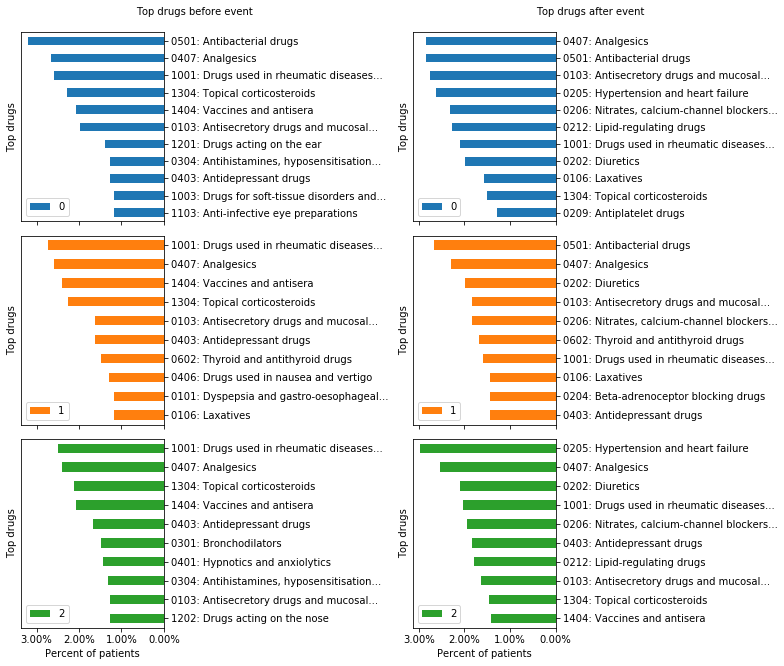 Top drugs before event
Top drugs
0501: Antibacterial drugs
0407: Analgesics
1001: Drugs used in rheumatic diseases...
1304: Topical corticosteroids
1404: Vaccines and antisera
0103: Antisecretory drugs and mucosal...
1201: Drugs acting on the ear
0304: Antihistamines, hyposensitisation...
0403: Antidepressant drugs
1003: Drugs for soft-tissue disorders and...
1103: Anti-infective eye preparations
0
Top drugs after event
Top drugs
0407: Analgesics
0501: Antibacterial drugs
0103: Antisecretory drugs and mucosal...
0205: Hypertension and heart failure
0206: Nitrates, calcium-channel blockers...
0212: Lipid-regulating drugs
1001: Drugs used in rheumatic diseases...
0202: Diuretics
0106: Laxatives
1304: Topical corticosteroids
0209: Antiplatelet drugs
0
Top drugs
1001: Drugs used in rheumatic diseases...
0407: Analgesics
1404: Vaccines and antisera
1304: Topical corticosteroids
0103: Antisecretory drugs and mucosal...
0403: Antidepressant drugs
0602: Thyroid and antithyroid drugs
0406: Drugs used in nausea and vertigo
0101: Dyspepsia and gastro-oesophageal...
0106: Laxatives
1
Top drugs
0501: Antibacterial drugs
0407: Analgesics
0202: Diuretics
0103: Antisecretory drugs and mucosal...
0206: Nitrates, calcium-channel blockers...
0602: Thyroid and antithyroid drugs
1001: Drugs used in rheumatic diseases...
0106: Laxatives
0204: Beta-adrenoceptor blocking drugs
0403: Antidepressant drugs
1
Top drugs
1001: Drugs used in rheumatic diseases...
0407: Analgesics
1304: Topical corticosteroids
1404: Vaccines and antisera
0403: Antidepressant drugs
0301: Bronchodilators
0401: Hypnotics and anxiolytics
0304: Antihistamines, hyposensitisation...
0103: Antisecretory drugs and mucosal...
1202: Drugs acting on the nose
2
3.00% 2.00% 1.00% 0.00%
Percent of patients
Top drugs
0205: Hypertension and heart failure
0407: Analgesics
0202: Diuretics
1001: Drugs used in rheumatic diseases...
0206: Nitrates, calcium-channel blockers...
0403: Antidepressant drugs
0212: Lipid-regulating drugs
0103: Antisecretory drugs and mucosal...
1304: Topical corticosteroids
1404: Vaccines and antisera
2
3.00% 2.00% 1.00% 0.00%
Percent of patients